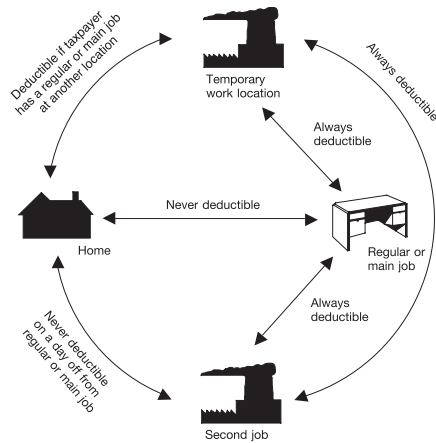 Deductible if taxpayer
has a regular or main job
at another location
Temporary
work location
Always deductible
Always
deductible
Never deductible
Home
Regular or
main job
Always
deductible
Never deductible
on a day off from
regular or main job
Second job